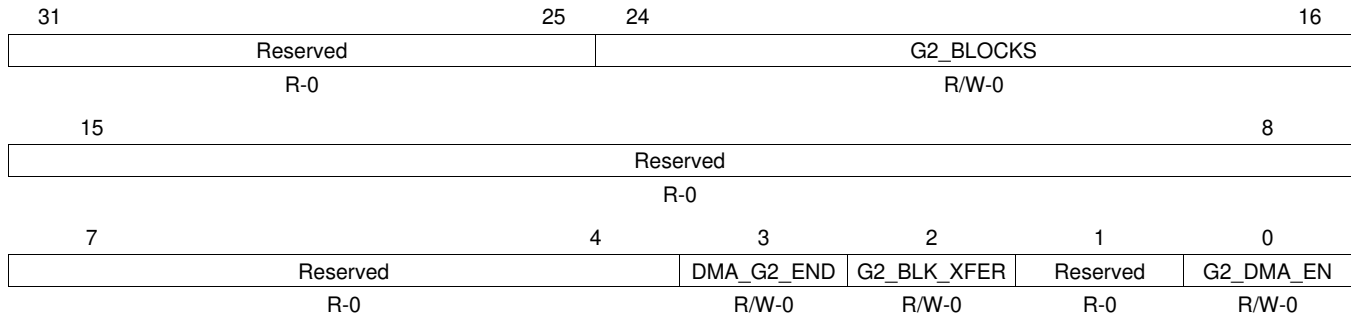 31 25 24 16
Reserved G2_BLOCKS
R-0 R/W-0
15 8
Reserved
R-0
7 4 3 2 1 0
Reserved DMA_G2_END G2_BLK_XFER Reserved G2_DMA_EN
R-0 R/W-0 R/W-0 R-0 R/W-0